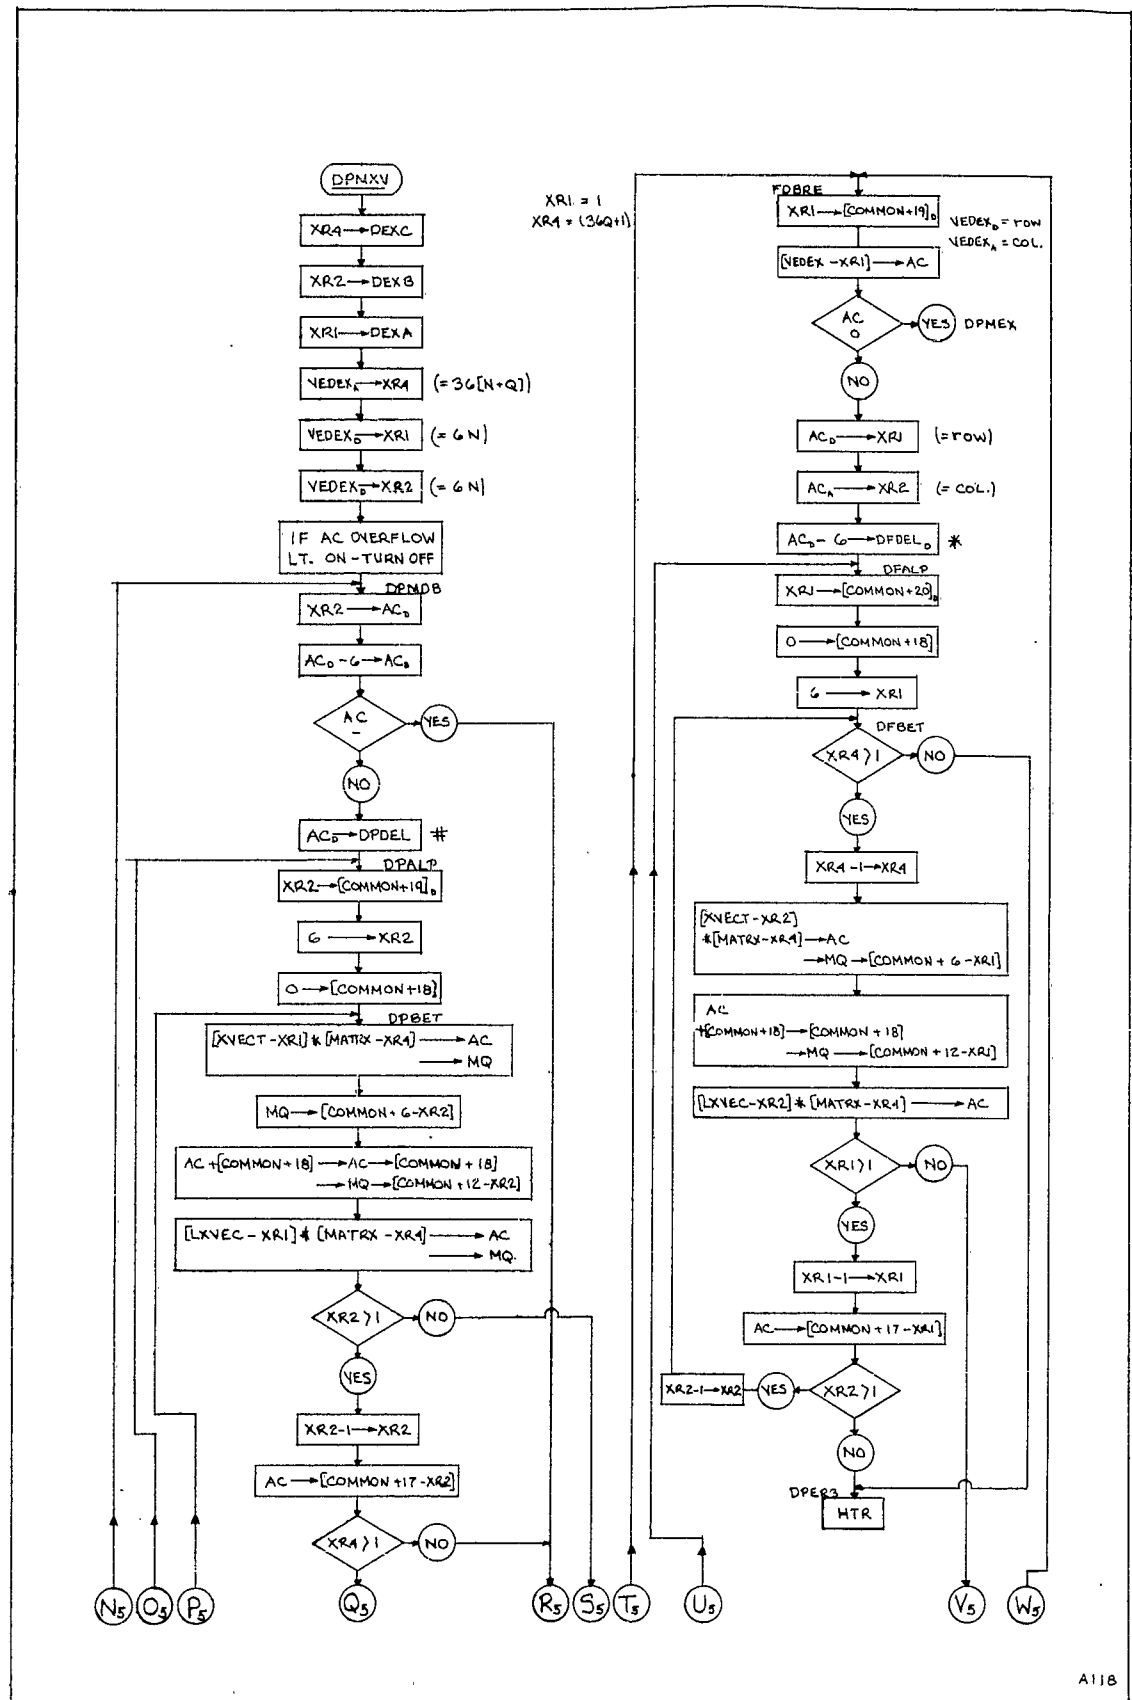 DPMXV
XR4→DEXC
XR2→DEXB
XR1→DEXA
VEDEX_A→XR4 (=36[N+Q])
VEDEX_D→XR1 (=6N)
VEDEX_D→XR2 (=6N)
IF AC OVERFLOW
LT. ON-TURN OFF
DPMDB
XR2→AC_D
AC_D-6→AC_D
AC
-
YES
NO
AC_D→DPDEL #
DPALP
XR2→[COMMON+19]_D
6→XR2
0→[COMMON+18]
DPBET
[XVECT-XR1]*[MATRX-XR4]→AC
→MQ
MQ→[COMMON+6-XR2]
AC+[COMMON+18]→AC→[COMMON+18]
→MQ→[COMMON+12-XR2]
[LXVEC-XR1]*[MATRX-XR4]→AC
→MQ.
XR2>1
NO
YES
XR2-1→XR2
AC→[COMMON+17-XR2]
XR4>1
NO
N5
O5
P5
Q5
R5
S5
XR1=1
XR4=(36Q+1)
FDBRE
XR1→[COMMON+19]_D
VEDEX_D=row
VEDEX_A=COL.
[VEDEX-XR1]→AC
AC
0
YES
DPMEX
NO
AC_D→XR1 (=row)
AC_A→XR2 (=COL.)
AC_D-6→DFDEL_D *
DFALP
XR1→[COMMON+20]_D
0→[COMMON+18]
6→XR1
DFBET
XR4>1
NO
YES
XR4-1→XR4
[XVECT-XR2]
*[MATRX-XR4]→AC
→MQ→[COMMON+6-XR1]
AC
+[COMMON+18]→[COMMON+18]
→MQ→[COMMON+12-XR1]
[LXVEC-XR2]*[MATRX-XR4]→AC
XR1>1
NO
YES
XR1-1→XR1
AC→[COMMON+17-XR1]
XR2-1→XR2
YES
XR2>1
NO
DPER3
HTR
T5
U5
V5
W5
A118